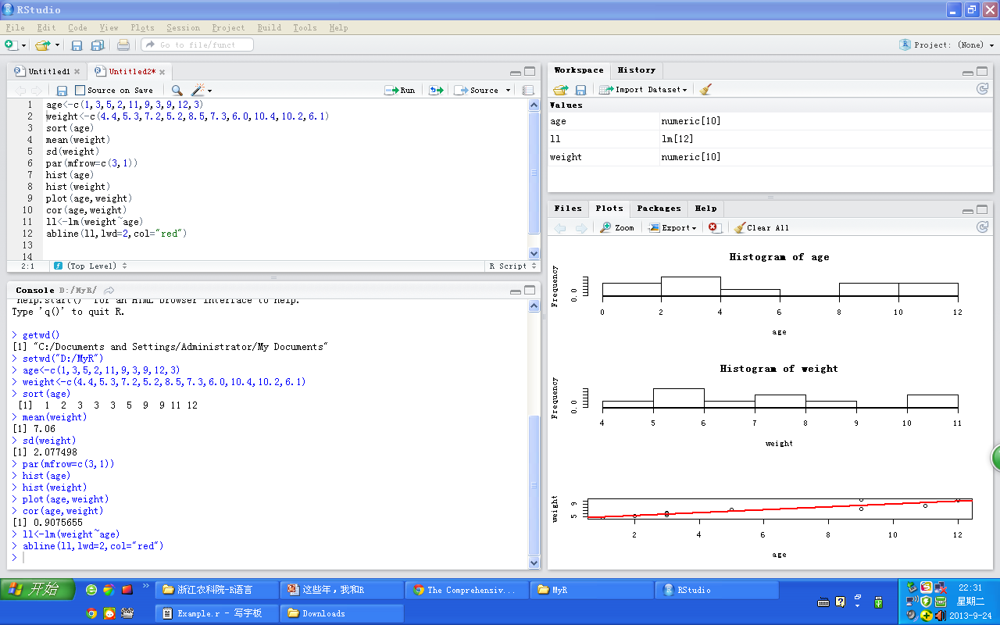 RStudio
File Edit Code View Plots Session Project Build Tools Help
Go to file/funct
Project: (None)
Untitled1
Untitled2*
Source on Save
Run
Source
1 age<-c(1,3,5,2,11,9,3,9,12,3)
2 weight<-c(4.4,5.3,7.2,5.2,8.5,7.3,6.0,10.4,10.2,6.1)
3 sort(age)
4 mean(weight)
5 sd(weight)
6 par(mfrow=c(3,1))
7 hist(age)
8 hist(weight)
9 plot(age,weight)
10 cor(age,weight)
11 ll<-lm(weight~age)
12 abline(ll,lwd=2,col="red")
13
14
2:1 (Top Level) R Script
Console D:/MyR/
'help.start()' for an HTML browser interface to help.
Type 'q()' to quit R.
> getwd()
[1] "C:/Documents and Settings/Administrator/My Documents"
> setwd("D:/MyR")
> age<-c(1,3,5,2,11,9,3,9,12,3)
> weight<-c(4.4,5.3,7.2,5.2,8.5,7.3,6.0,10.4,10.2,6.1)
> sort(age)
[1] 1 2 3 3 3 5 9 9 11 12
> mean(weight)
[1] 7.06
> sd(weight)
[1] 2.077498
> par(mfrow=c(3,1))
> hist(age)
> hist(weight)
> plot(age,weight)
> cor(age,weight)
[1] 0.9075655
> ll<-lm(weight~age)
> abline(ll,lwd=2,col="red")
>
Workspace History
Import Dataset
Values
age numeric[10]
ll lm[12]
weight numeric[10]
Files Plots Packages Help
Zoom Export Clear All
Histogram of age
Frequency
0.0
0 2 4 6 8 10 12
age
Histogram of weight
Frequency
0.0
4 5 6 7 8 9 10 11
weight
weight
5 9
2 4 6 8 10 12
age
开始
浙江农科院-R语言
这些年，我和R
The Comprehensiv...
MyR
RStudio
Example.r - 写字板
Downloads
22:31
星期二
2013-9-24